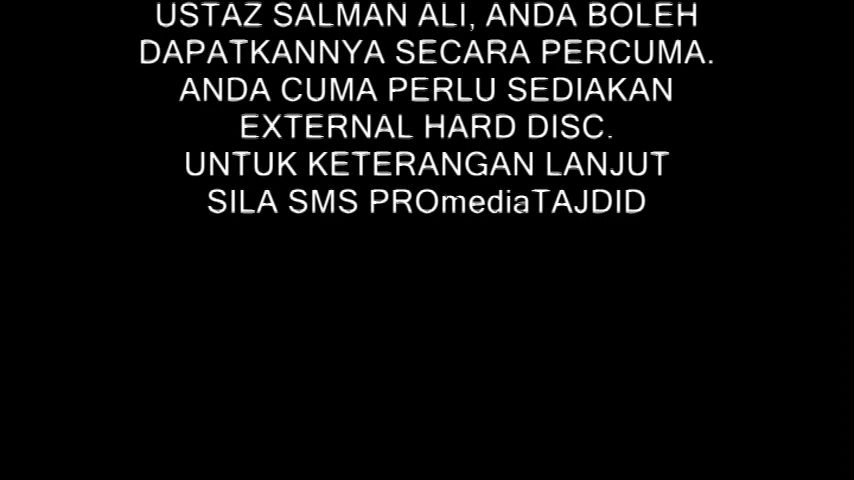 USTAZ SALMAN ALI, ANDA BOLEH
DAPATKANNYA SECARA PERCUMA.
ANDA CUMA PERLU SEDIAKAN
EXTERNAL HARD DISC.
UNTUK KETERANGAN LANJUT
SILA SMS PROmediaTAJDID